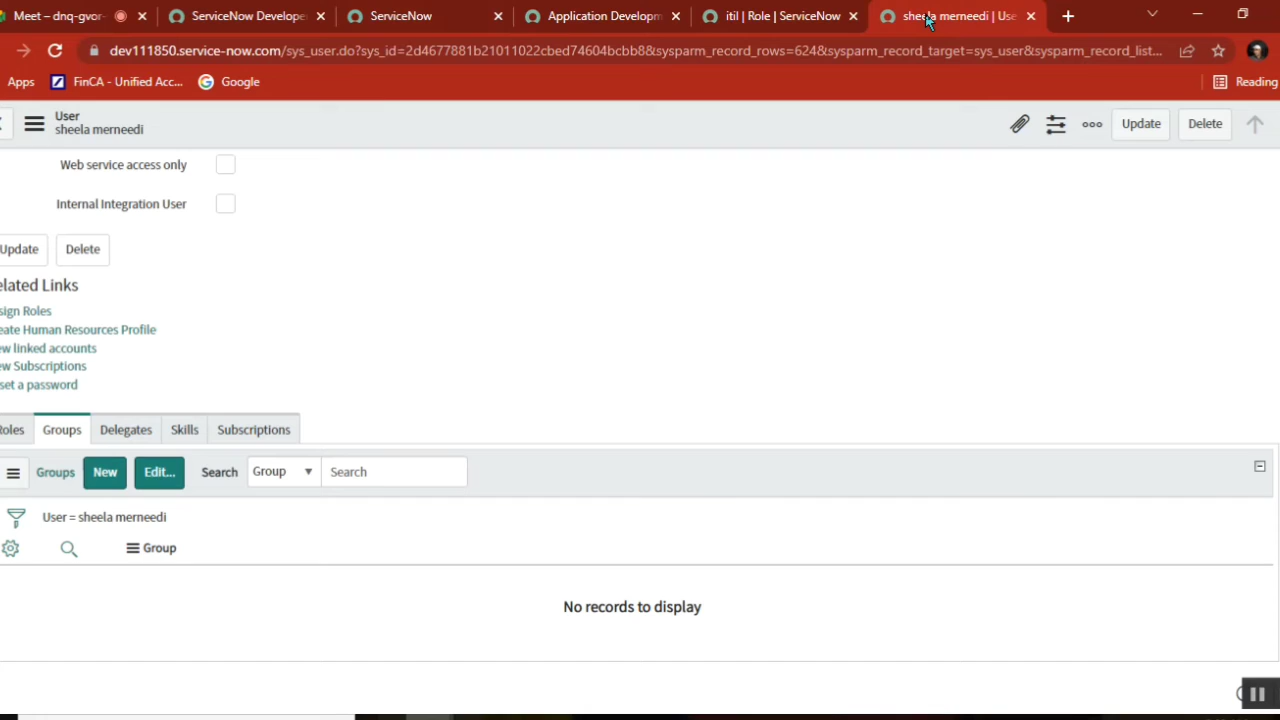 Meet – dnq-gvor
ServiceNow Develope
ServiceNow
Application Developm
itil | Role | ServiceNow
sheela merneedi | Use
dev111850.service-now.com/sys_user.do?sys_id=2d4677881b21011022cbed74604bcbb8&sysparm_record_rows=624&sysparm_record_target=sys_user&sysparm_record_list...
Apps
FinCA - Unified Acc...
Google
Reading
User
sheela merneedi
Update
Delete
Web service access only
Internal Integration User
Update
Delete
elated Links
sign Roles
eate Human Resources Profile
ew linked accounts
ew Subscriptions
set a password
Roles
Groups
Delegates
Skills
Subscriptions
Groups
New
Edit...
Search
Group
Search
User = sheela merneedi
Group
No records to display